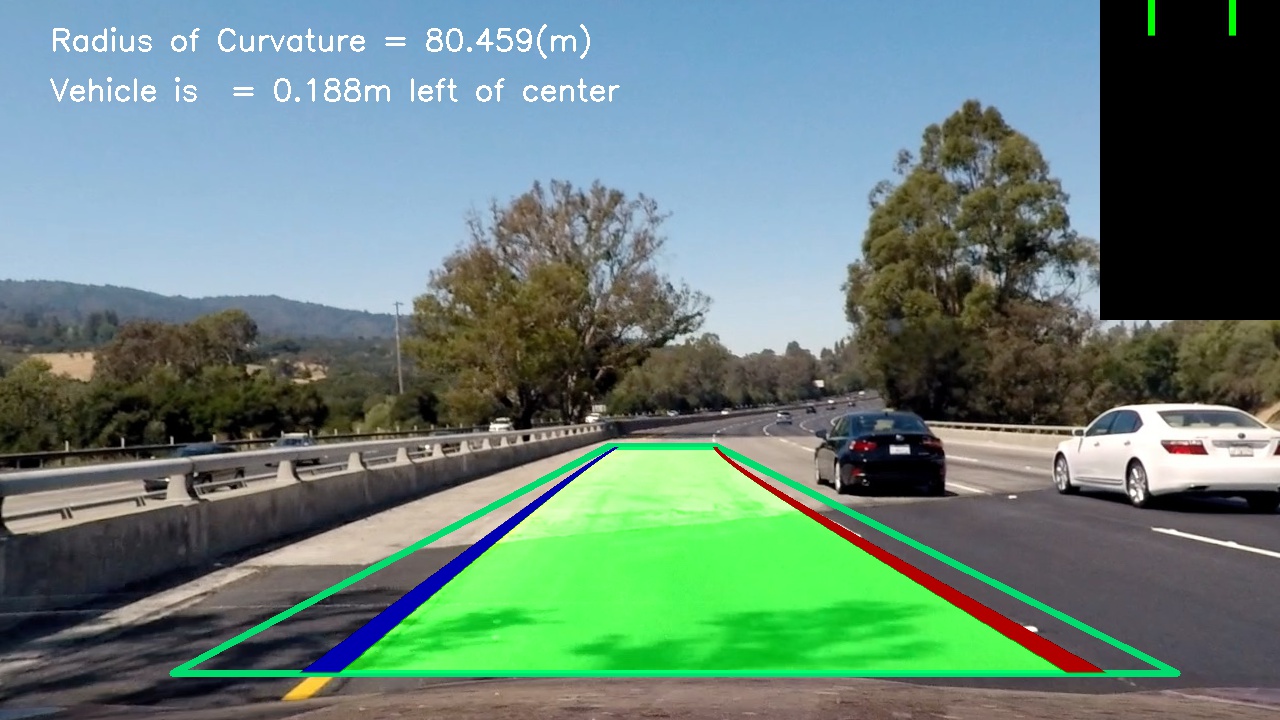 Radius of Curvature = 80.459(m)
Vehicle is = 0.188m left of center